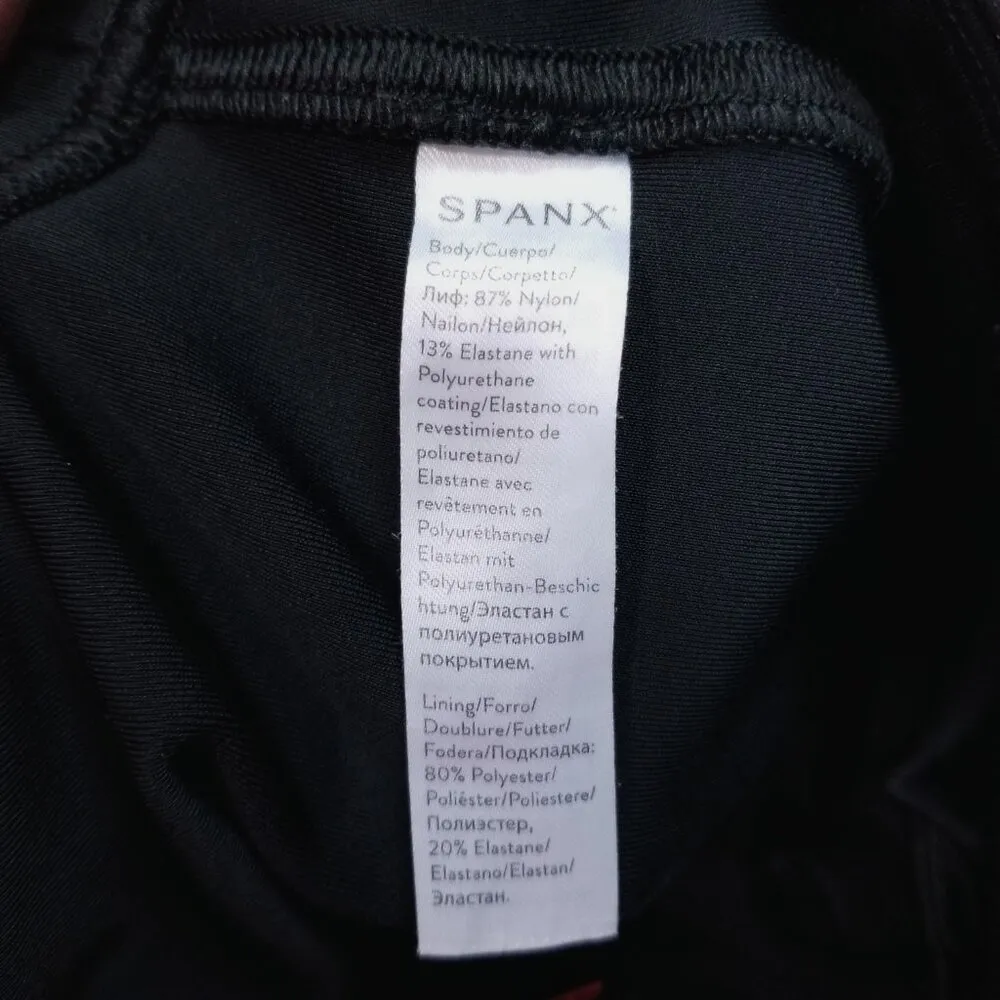 SPANX
Body/Cuerpo/
Corps/Corpetto/
Лиф: 87% Nylon/
Nailon/Нейлон,
13% Elastane with
Polyurethane
coating/Elastano con
revestimiento de
poliuretano/
Elastane avec
revêtement en
Polyuréthanne/
Elastan mit
Polyurethan-Beschic
htung/Эластан с
полиуретановым
покрытием.
Lining/Forro/
Doublure/Futter/
Fodera/Подкладка:
80% Polyester/
Poliéster/Poliestere/
Полиэстер,
20% Elastane/
Elastano/Elastan/
Эластан.